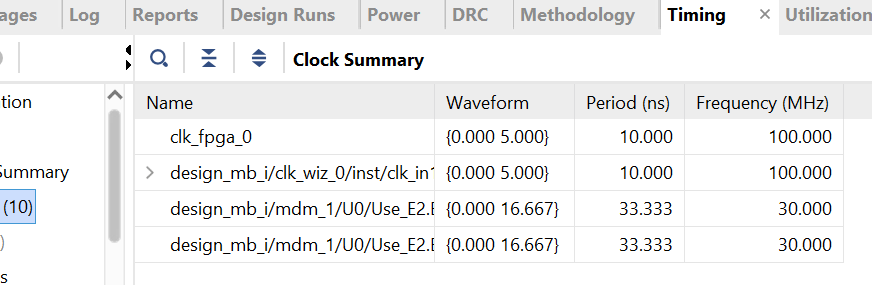 ages Log Reports Design Runs Power DRC Methodology Timing × Utilization
Clock Summary
Name Waveform Period (ns) Frequency (MHz)
tion
clk_fpga_0 {0.000 5.000} 10.000 100.000
Summary
design_mb_i/clk_wiz_0/inst/clk_in1 {0.000 5.000} 10.000 100.000
(10)
design_mb_i/mdm_1/U0/Use_E2.B {0.000 16.667} 33.333 30.000
)
design_mb_i/mdm_1/U0/Use_E2.B {0.000 16.667} 33.333 30.000
s